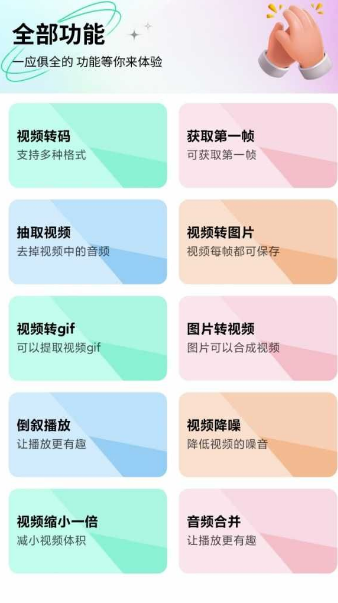 全部功能
一应俱全的 功能等你来体验
视频转码
支持多种格式
获取第一帧
可获取第一帧
抽取视频
去掉视频中的音频
视频转图片
视频每帧都可保存
视频转gif
可以提取视频gif
图片转视频
图片可以合成视频
倒叙播放
让播放更有趣
视频降噪
降低视频的噪音
视频缩小一倍
减小视频体积
音频合并
让播放更有趣